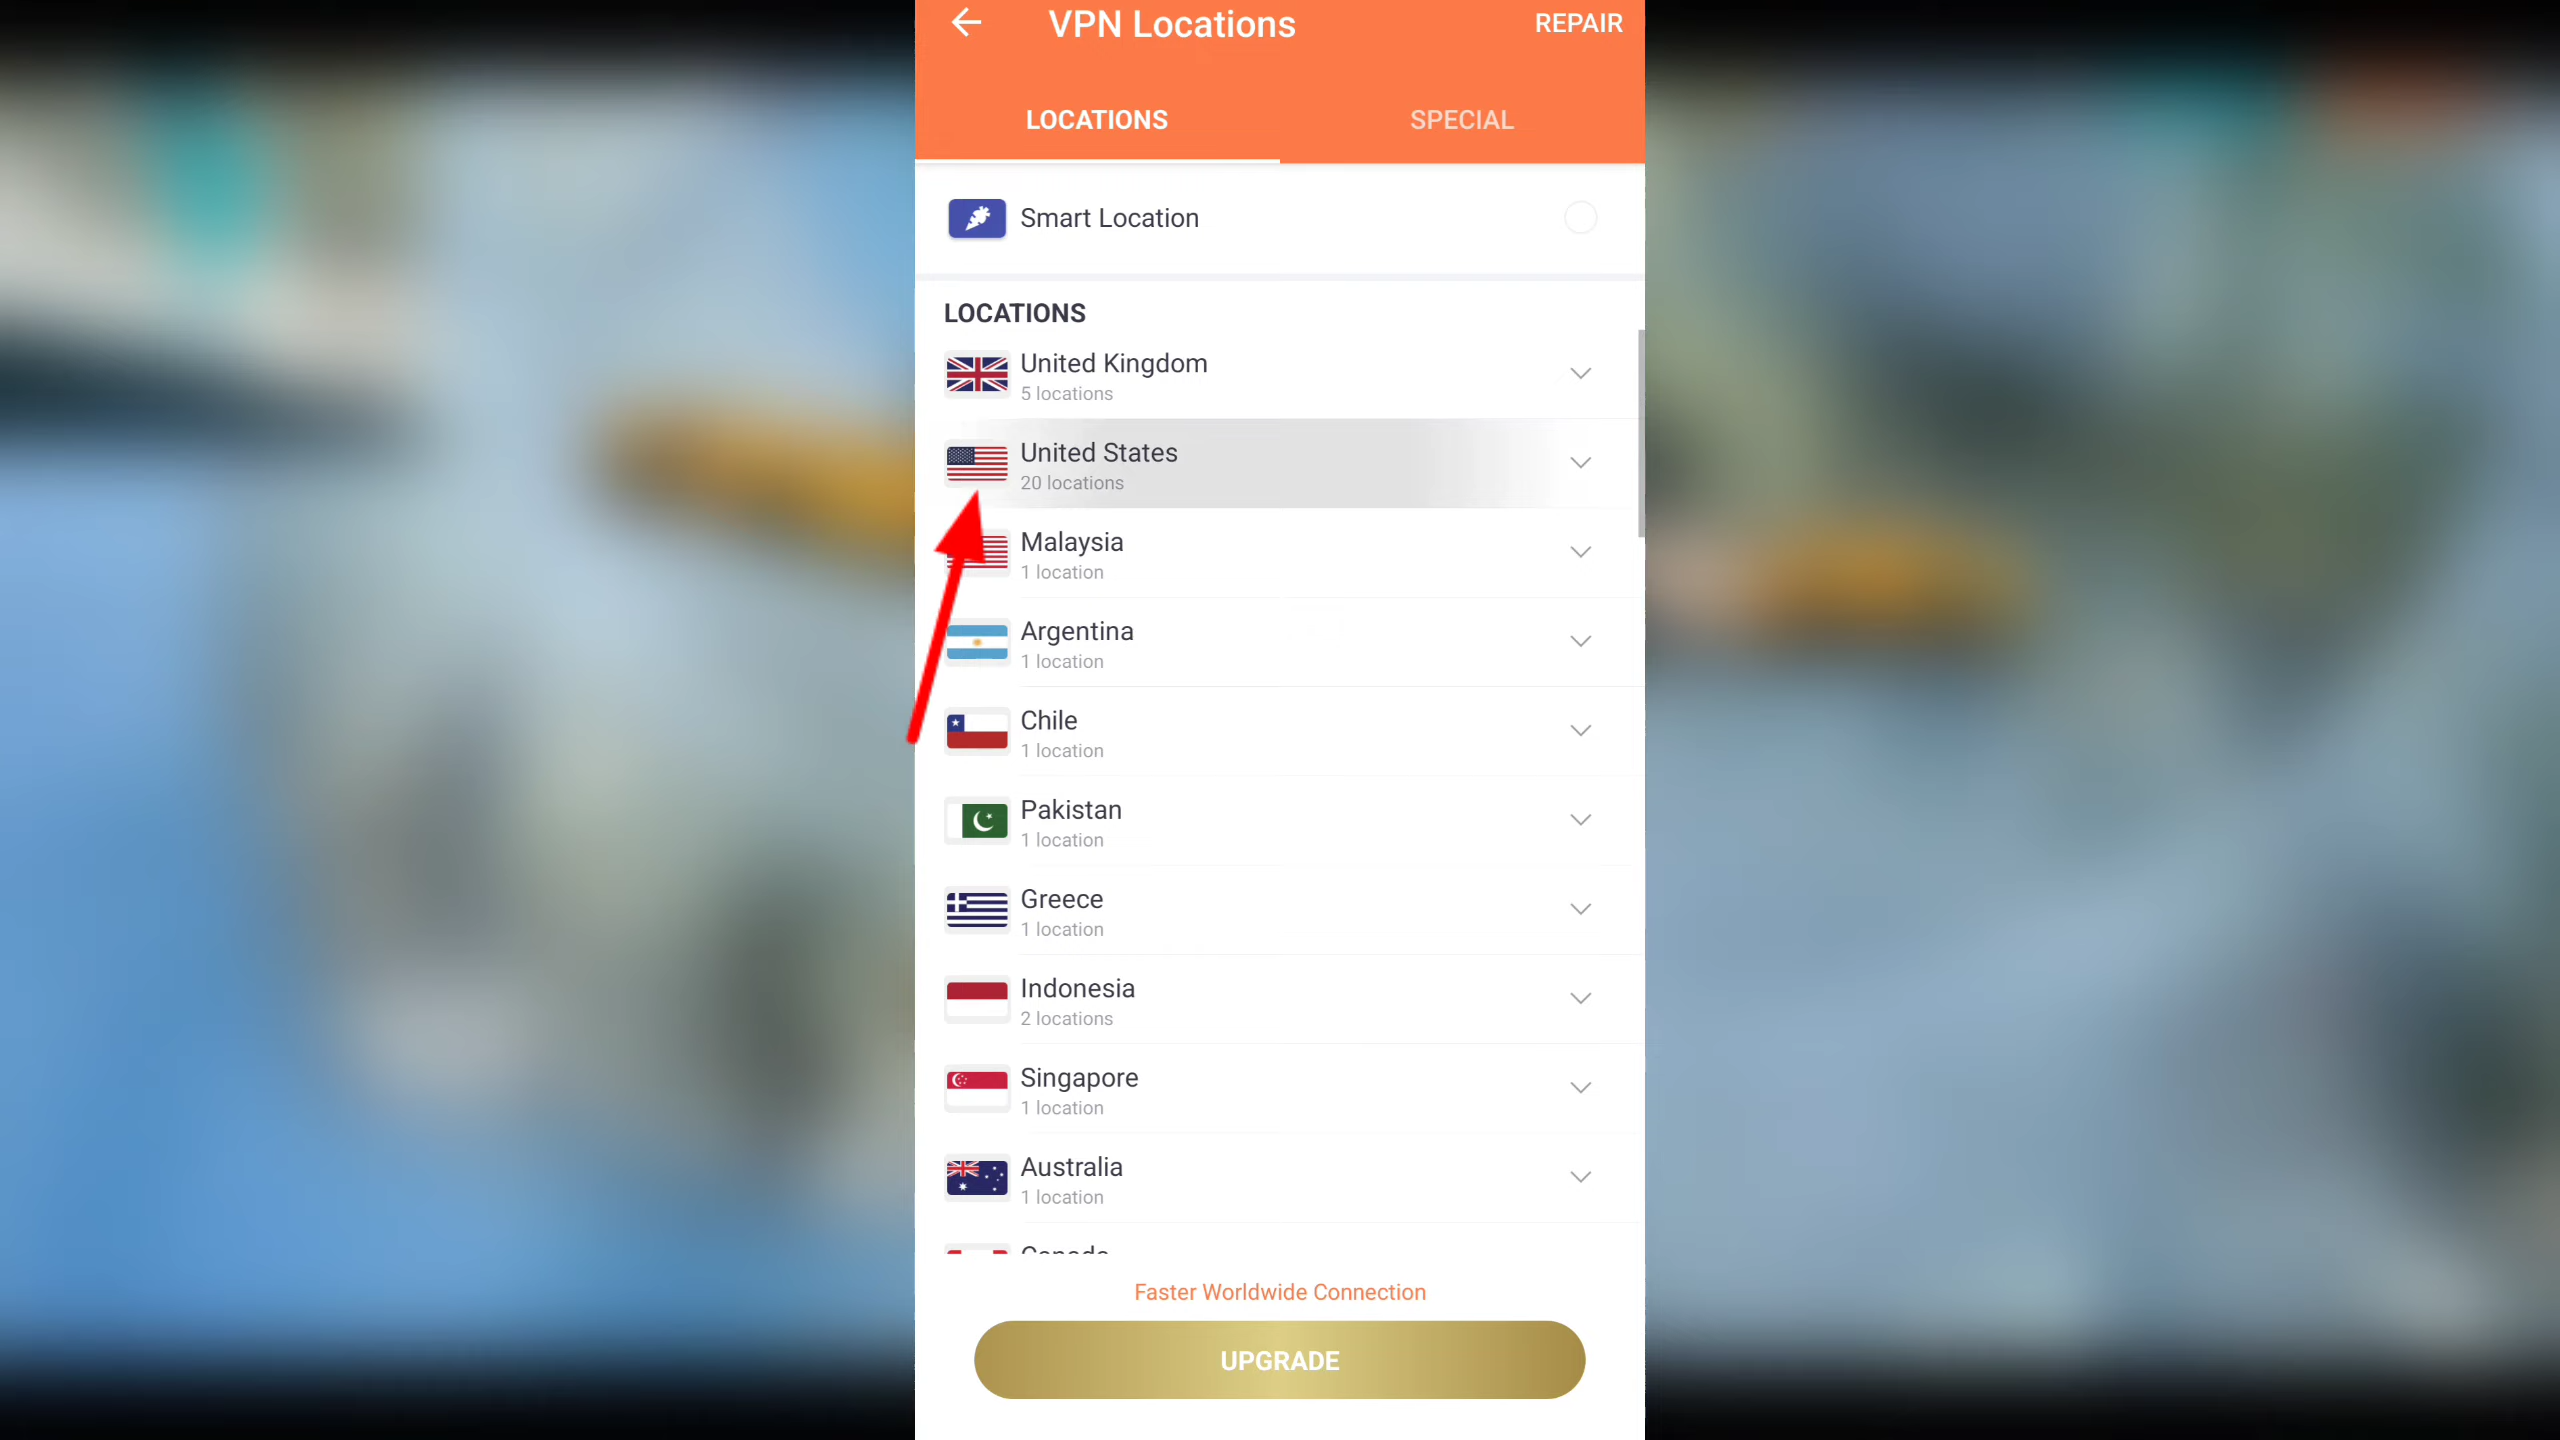 VPN Locations
REPAIR
LOCATIONS
SPECIAL
Smart Location
LOCATIONS
United Kingdom
5 locations
United States
20 locations
Malaysia
1 location
Argentina
1 location
Chile
1 location
Pakistan
1 location
Greece
1 location
Indonesia
2 locations
Singapore
1 location
Australia
1 location
Canada
Faster Worldwide Connection
UPGRADE